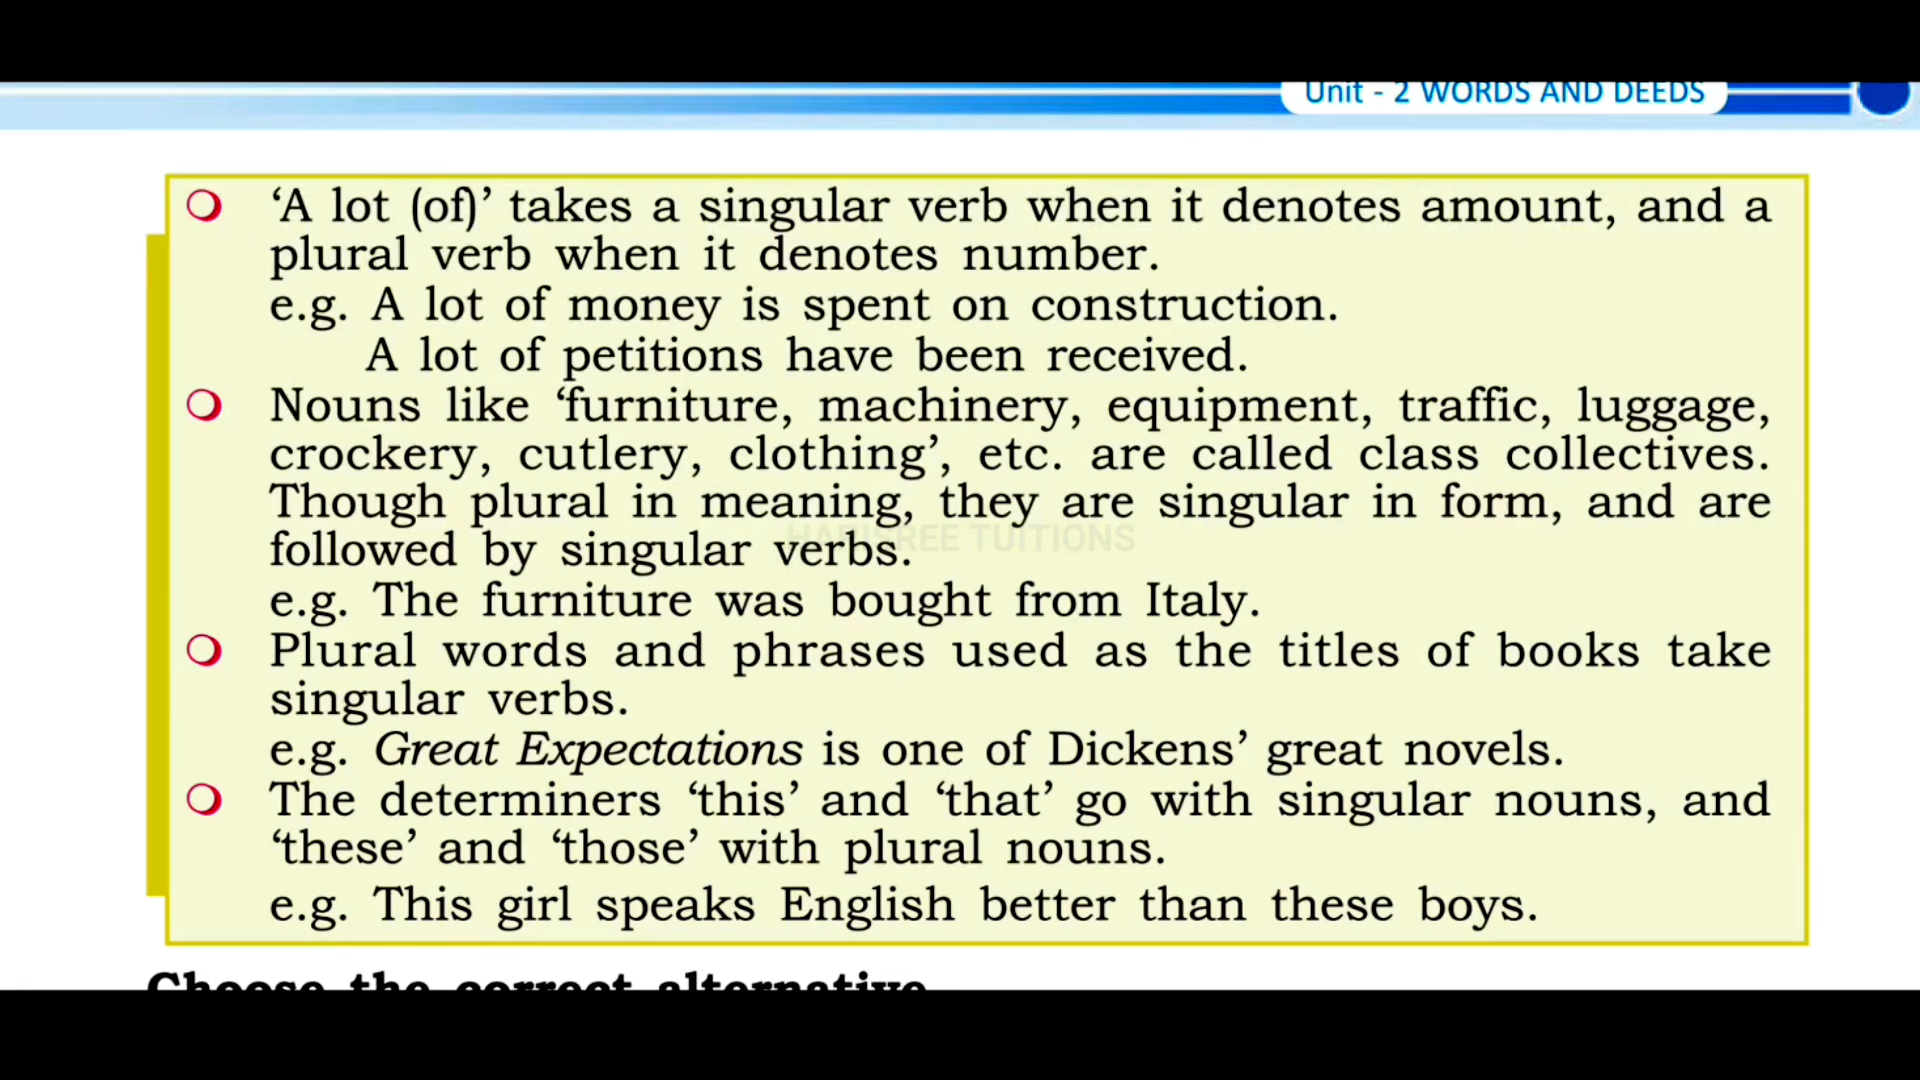 Unit - 2 WORDS AND DEEDS
‘A lot (of)’ takes a singular verb when it denotes amount, and a
plural verb when it denotes number.
e.g. A lot of money is spent on construction.
A lot of petitions have been received.
Nouns like ‘furniture, machinery, equipment, traffic, luggage,
crockery, cutlery, clothing’, etc. are called class collectives.
Though plural in meaning, they are singular in form, and are
HARISREE TUITIONS
followed by singular verbs.
e.g. The furniture was bought from Italy.
Plural words and phrases used as the titles of books take
singular verbs.
e.g. Great Expectations is one of Dickens’ great novels.
The determiners ‘this’ and ‘that’ go with singular nouns, and
‘these’ and ‘those’ with plural nouns.
e.g. This girl speaks English better than these boys.
Choose the correct alternative